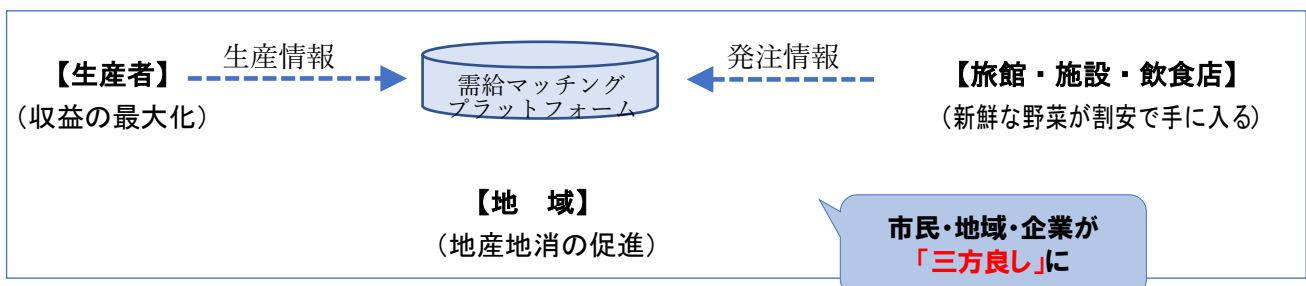 【生産者】
(収益の最大化)
生産情報
需給マッチング
プラットフォーム
発注情報
【旅館・施設・飲食店】
(新鮮な野菜が割安で手に入る)
【地　域】
(地産地消の促進)
市民・地域・企業が
「三方良し」に